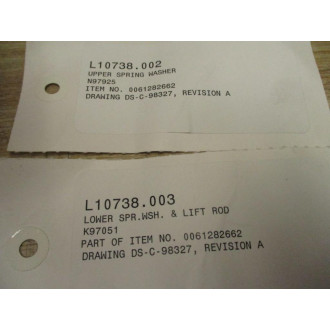 L10738.002
UPPER SPRING WASHER
N97925
ITEM NO. 0061282662
DRAWING DS-C-98327, REVISION A
L10738.003
LOWER SPR.WSH. & LIFT ROD
K97051
PART OF ITEM NO. 0061282662
DRAWING DS-C-98327, REVISION A